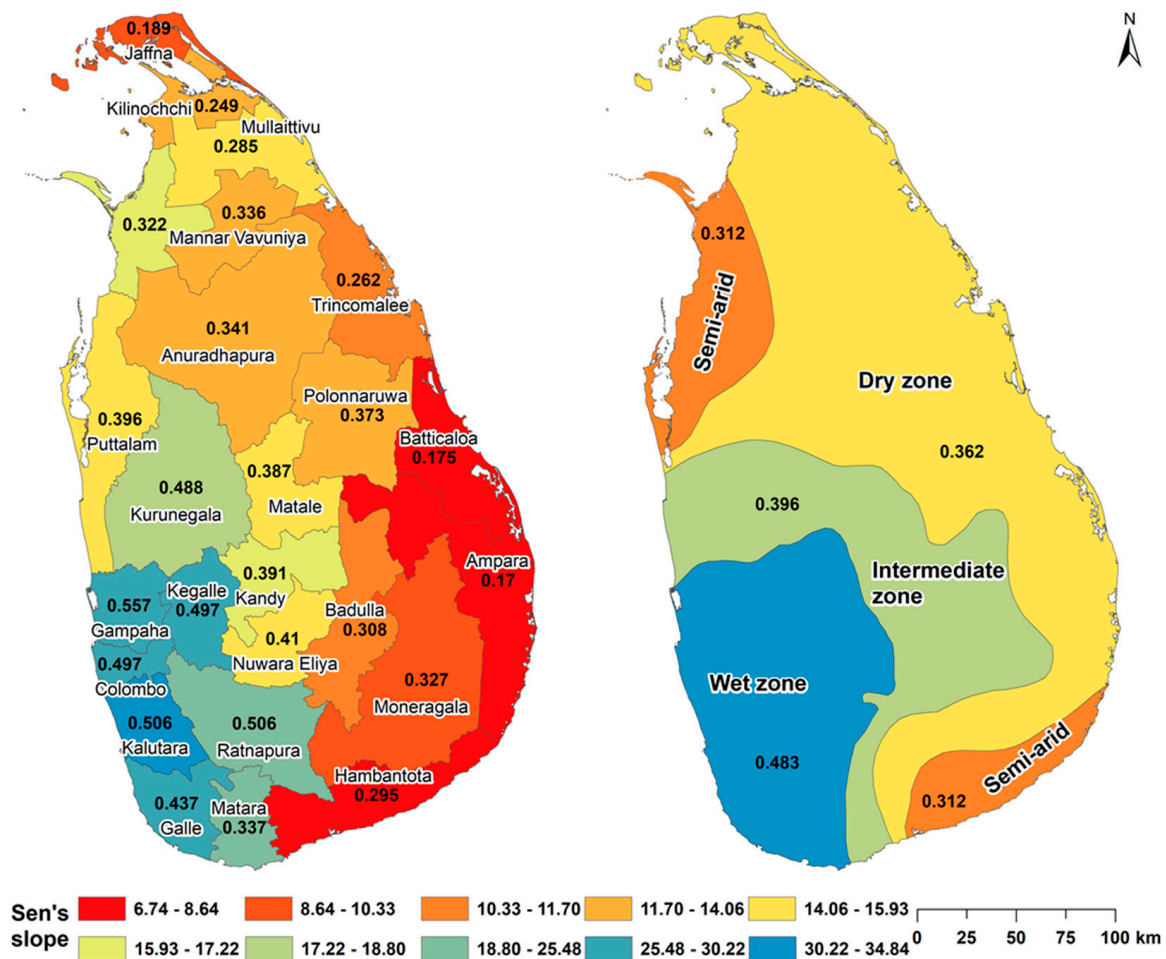 N
0.189
Jaffna
Kilinochchi
0.249
Mullaittivu
0.285
0.336
0.322
Mannar Vavuniya
0.262
Trincomalee
0.341
Anuradhapura
Polonnaruwa
0.373
0.396
Puttalam
Batticaloa
0.175
0.387
Matale
0.488
Kurunegala
Ampara
0.17
0.391
Kandy
Kegalle
0.497
0.557
Gampaha
Badulla
0.308
0.41
Nuwara Eliya
0.497
Colombo
0.327
Moneragala
0.506
Kalutara
0.506
Ratnapura
Hambantota
0.295
0.437
Galle
Matara
0.337
0.312
Semi-arid
Dry zone
0.362
0.396
Intermediate
zone
Wet zone
0.483
Semi-arid
0.312
Sen's
slope
6.74 - 8.64
8.64 - 10.33
10.33 - 11.70
11.70 - 14.06
14.06 - 15.93
15.93 - 17.22
17.22 - 18.80
18.80 - 25.48
25.48 - 30.22
30.22 - 34.84
0 25 50 75 100 km